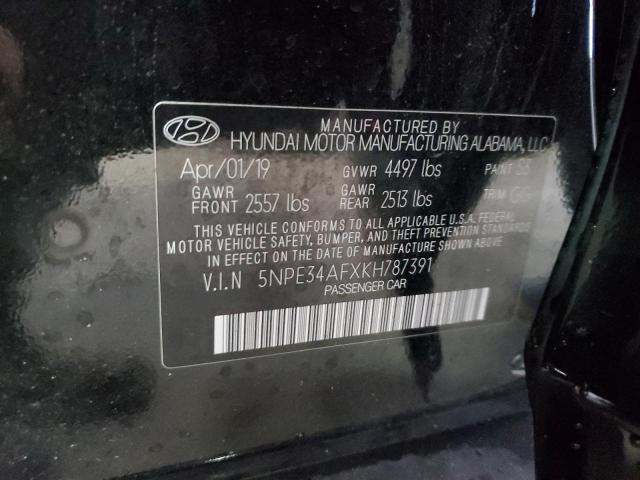 MANUFACTURED BY
HYUNDAI MOTOR MANUFACTURING ALABAMA, LLC
Apr/01/19 GVWR 4497 lbs PAINT S3
GAWR FRONT 2557 lbs GAWR REAR 2513 lbs TRIM
THIS VEHICLE CONFORMS TO ALL APPLICABLE U.S.A. FEDERAL
MOTOR VEHICLE SAFETY, BUMPER, AND THEFT PREVENTION STANDARDS
IN EFFECT ON THE DATE OF MANUFACTURE SHOWN ABOVE.
V.I.N 5NPE34AFXKH787391
PASSENGER CAR